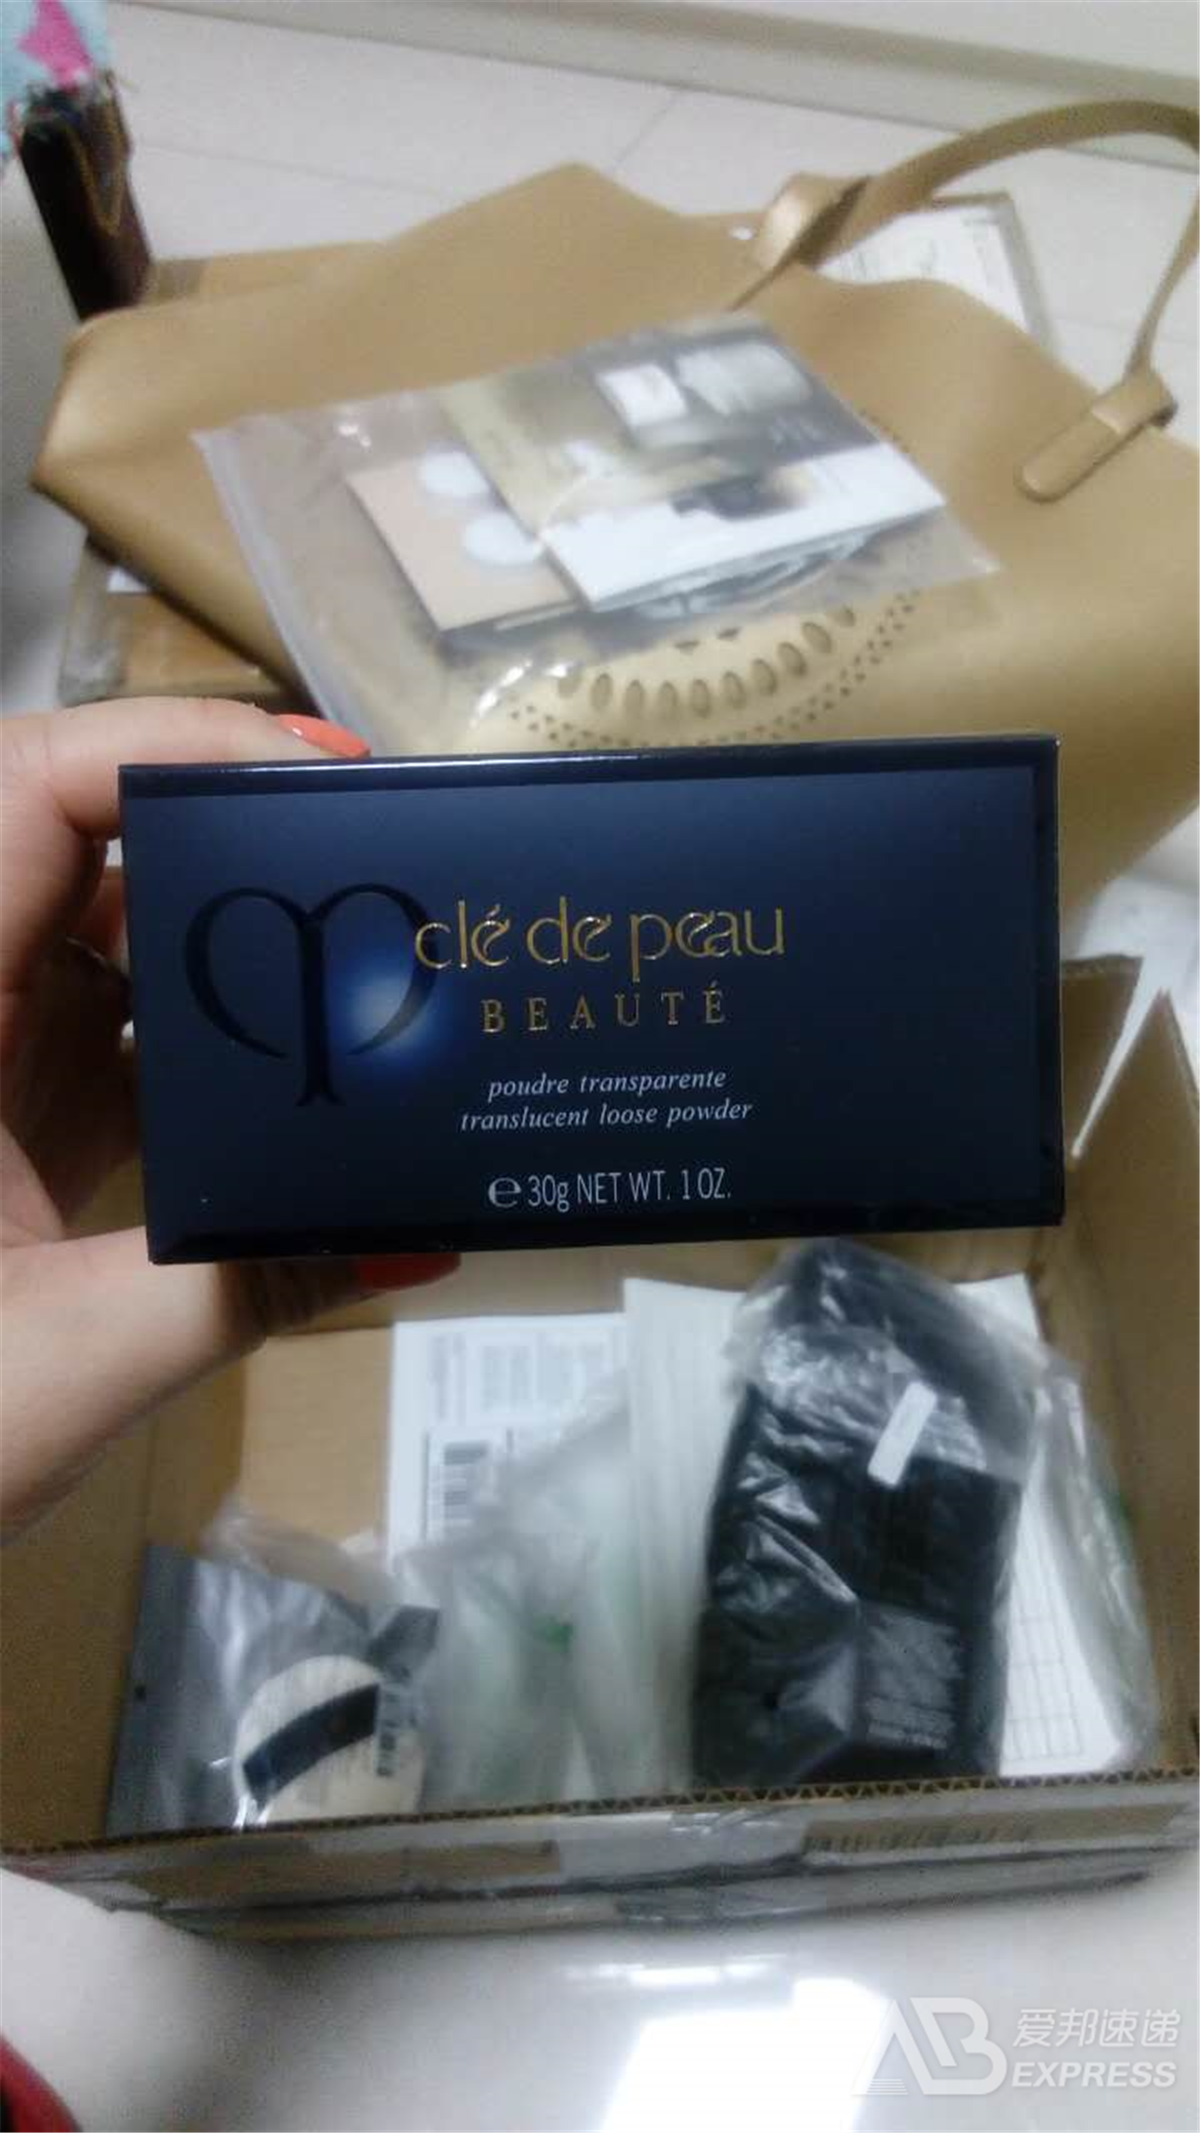 clé de peau
BEAUTÉ
poudre transparente
translucent loose powder
℮ 30g NET WT. 1 OZ.
AB 爱邦速递
EXPRESS